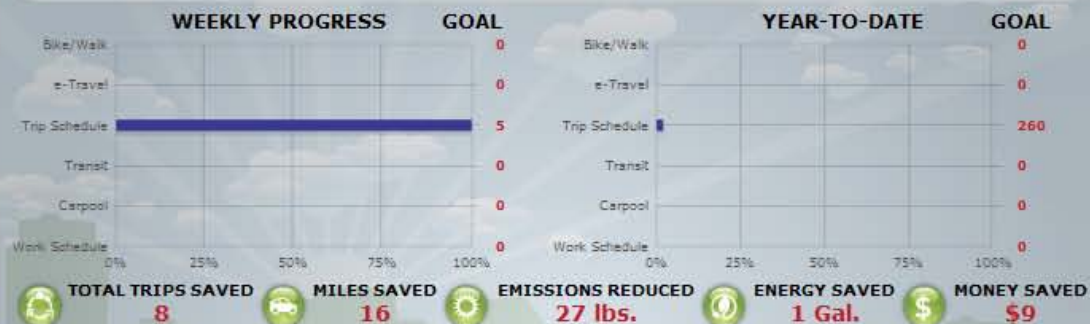 WEEKLY PROGRESS GOAL
Bike/Walk 0
e-Travel 0
Trip Schedule 5
Transit 0
Carpool 0
Work Schedule 0
0% 25% 50% 75% 100%
YEAR-TO-DATE GOAL
Bike/Walk 0
e-Travel 0
Trip Schedule 260
Transit 0
Carpool 0
Work Schedule 0
0% 25% 50% 75% 100%
TOTAL TRIPS SAVED
8
MILES SAVED
16
EMISSIONS REDUCED
27 lbs.
ENERGY SAVED
1 Gal.
$
MONEY SAVED
$9